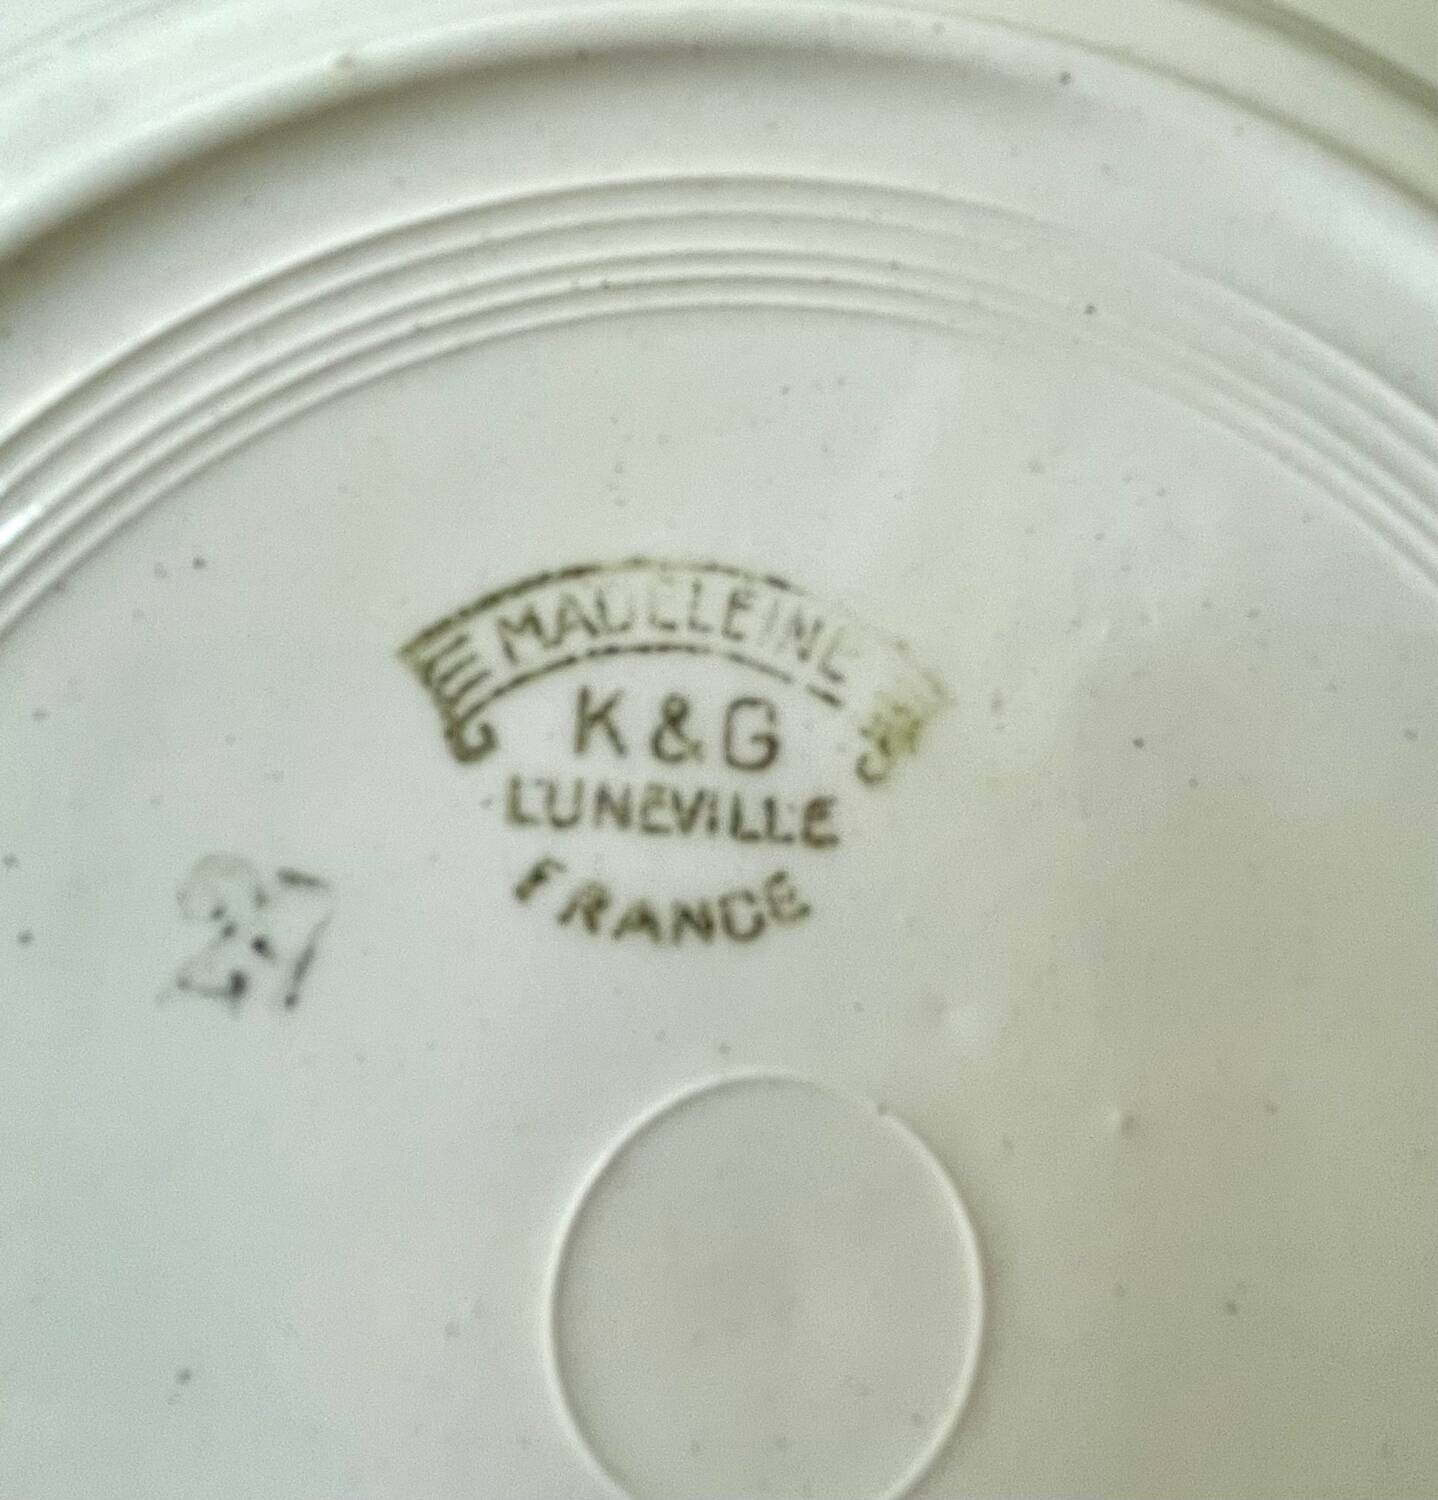 MADELEINE
K & G
LUNEVILLE
FRANCE
27